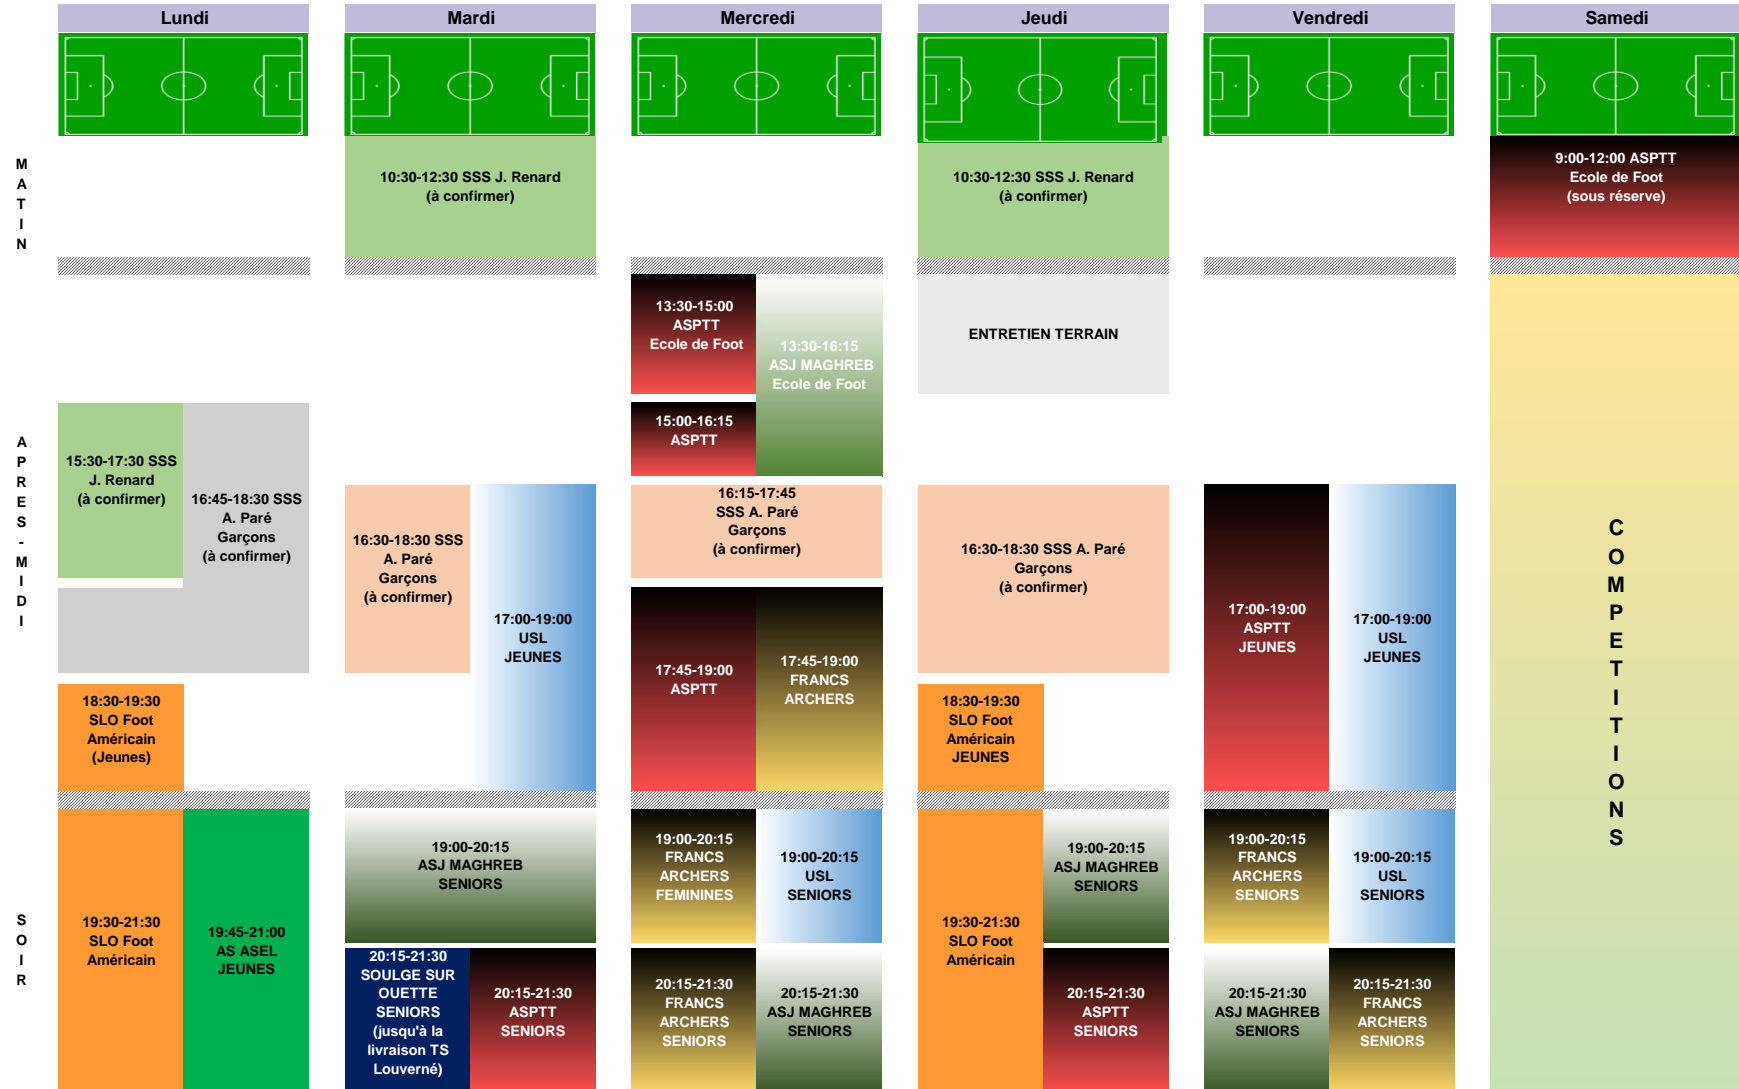 Lundi
Mardi
Mercredi
Jeudi
Vendredi
Samedi
M
A
T
I
N
10:30-12:30 SSS J. Renard
(à confirmer)
10:30-12:30 SSS J. Renard
(à confirmer)
9:00-12:00 ASPTT
Ecole de Foot
(sous réserve)
A
P
R
E
S
-
M
I
D
I
15:30-17:30 SSS
J. Renard
(à confirmer)
16:45-18:30 SSS
A. Paré
Garçons
(à confirmer)
18:30-19:30
SLO Foot
Américain
(Jeunes)
16:30-18:30 SSS
A. Paré
Garçons
(à confirmer)
17:00-19:00
USL
JEUNES
13:30-15:00
ASPTT
Ecole de Foot
13:30-16:15
ASJ MAGHREB
Ecole de Foot
15:00-16:15
ASPTT
16:15-17:45
SSS A. Paré
Garçons
(à confirmer)
17:45-19:00
ASPTT
17:45-19:00
FRANCS
ARCHERS
ENTRETIEN TERRAIN
16:30-18:30 SSS A. Paré
Garçons
(à confirmer)
18:30-19:30
SLO Foot
Américain
JEUNES
17:00-19:00
ASPTT
JEUNES
17:00-19:00
USL
JEUNES
C
O
M
P
E
T
I
T
I
O
N
S
S
O
I
R
19:30-21:30
SLO Foot
Américain
19:45-21:00
AS ASEL
JEUNES
19:00-20:15
ASJ MAGHREB
SENIORS
20:15-21:30
SOULGE SUR
OUETTE
SENIORS
(jusqu'à la
livraison TS
Louverné)
20:15-21:30
ASPTT
SENIORS
19:00-20:15
FRANCS
ARCHERS
FEMININES
19:00-20:15
USL
SENIORS
20:15-21:30
FRANCS
ARCHERS
SENIORS
20:15-21:30
ASJ MAGHREB
SENIORS
19:30-21:30
SLO Foot
Américain
19:00-20:15
ASJ MAGHREB
SENIORS
20:15-21:30
ASPTT
SENIORS
19:00-20:15
FRANCS
ARCHERS
SENIORS
19:00-20:15
USL
SENIORS
20:15-21:30
ASJ MAGHREB
SENIORS
20:15-21:30
FRANCS
ARCHERS
SENIORS